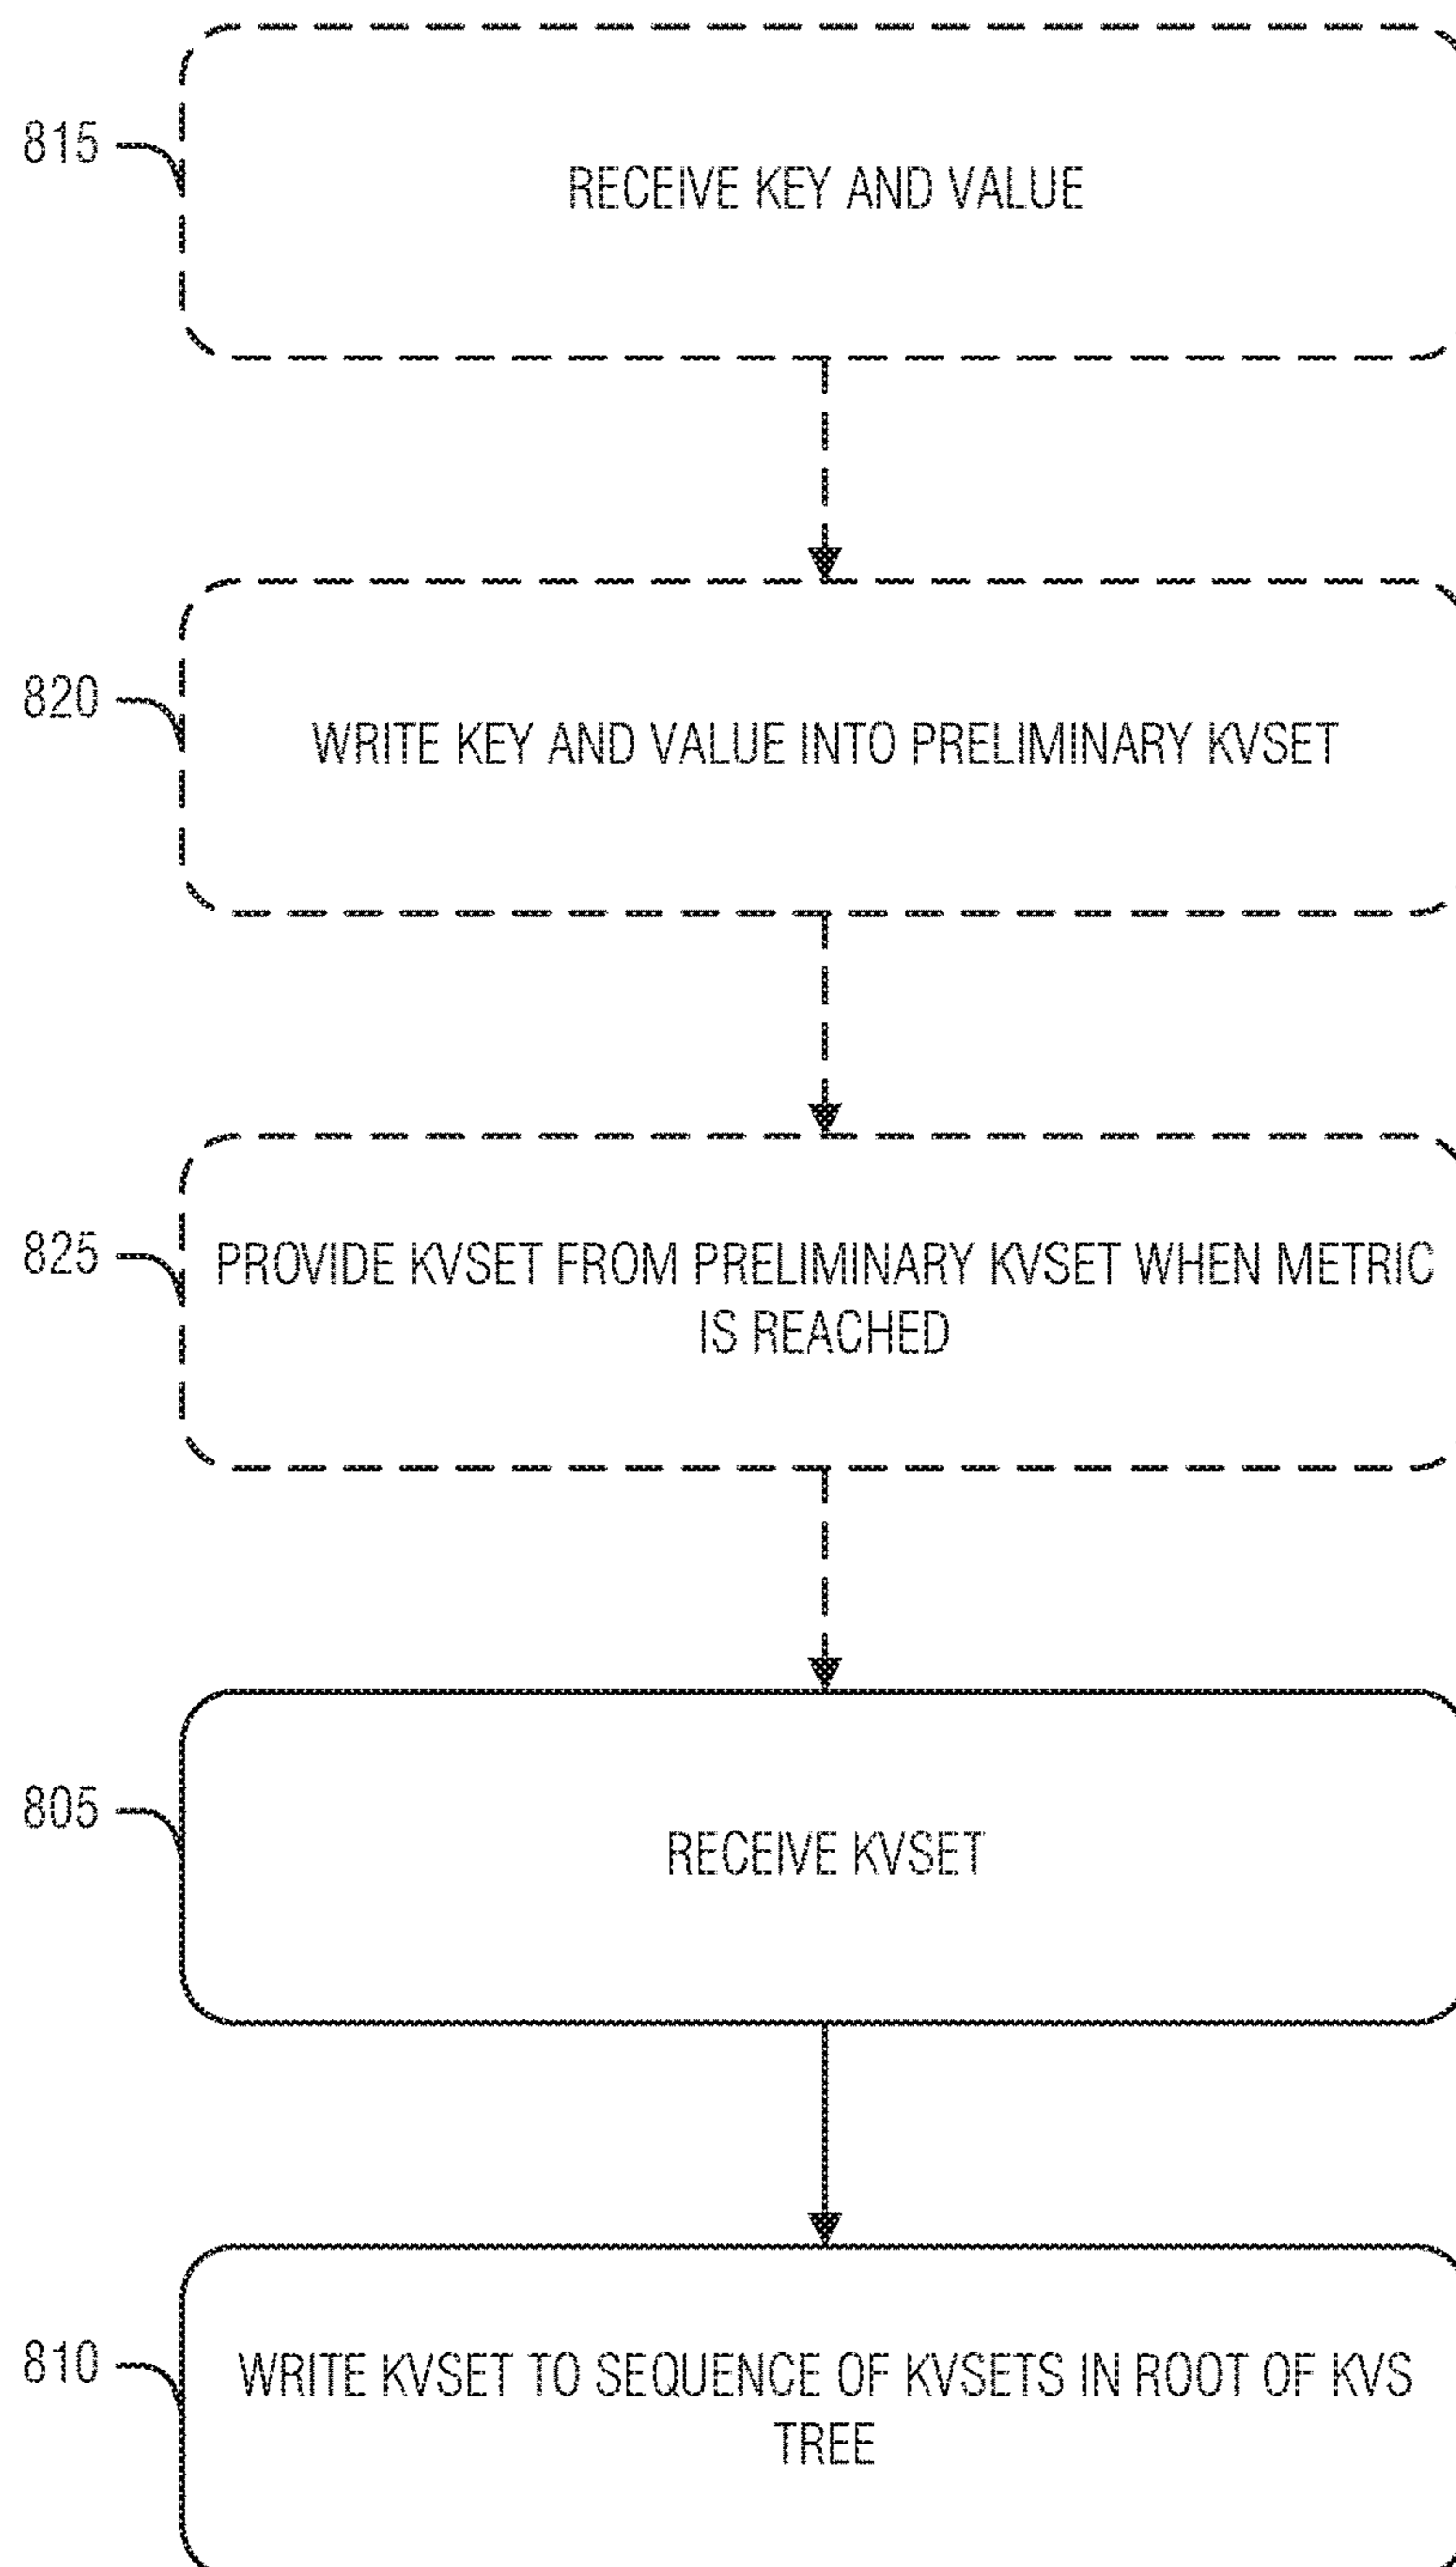 815
RECEIVE KEY AND VALUE
820
WRITE KEY AND VALUE INTO PRELIMINARY KVSET
825
PROVIDE KVSET FROM PRELIMINARY KVSET WHEN METRIC
IS REACHED
805
RECEIVE KVSET
810
WRITE KVSET TO SEQUENCE OF KVSETS IN ROOT OF KVS
TREE